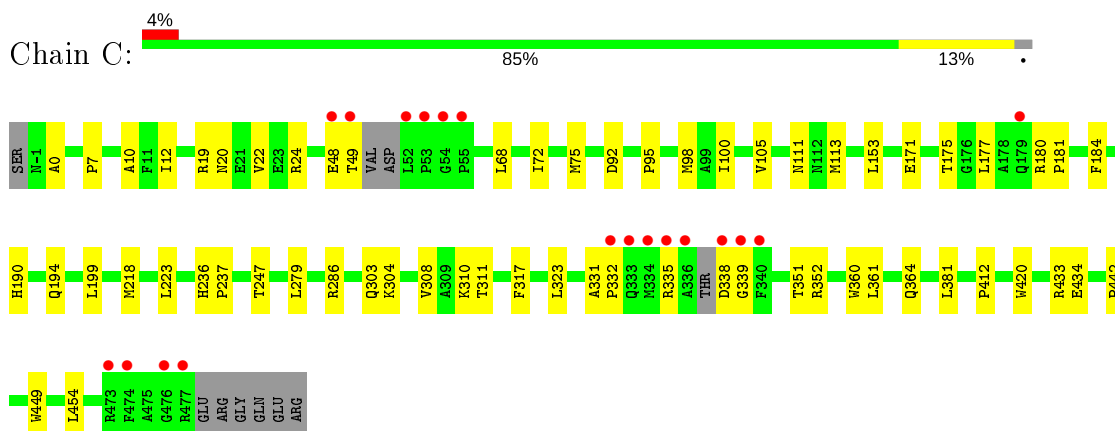 4%
Chain C:
85% 13% •
SER N-1 A0 P7 A10 F11 I12 R19 N20 E21 V22 E23 R24 E48 T49 VAL ASP L52 P53 G54 P55 L68 I72 M75 D92 P95 M98 A99 I100 V105 N111 N112 M113 L153 E171 T175 G176 L177 A178 Q179 R180 P181 F184
H190 Q194 L199 M218 L223 H236 P237 T247 L279 R286 Q303 K304 V308 A309 K310 T311 F317 L323 A331 P332 Q333 M334 R335 A336 THR D338 G339 F340 T351 R352 W360 L361 Q364 L381 P412 W420 R433 E434
W449 L454 R473 F474 A475 G476 R477 GLU ARG GLY GLN GLU ARG